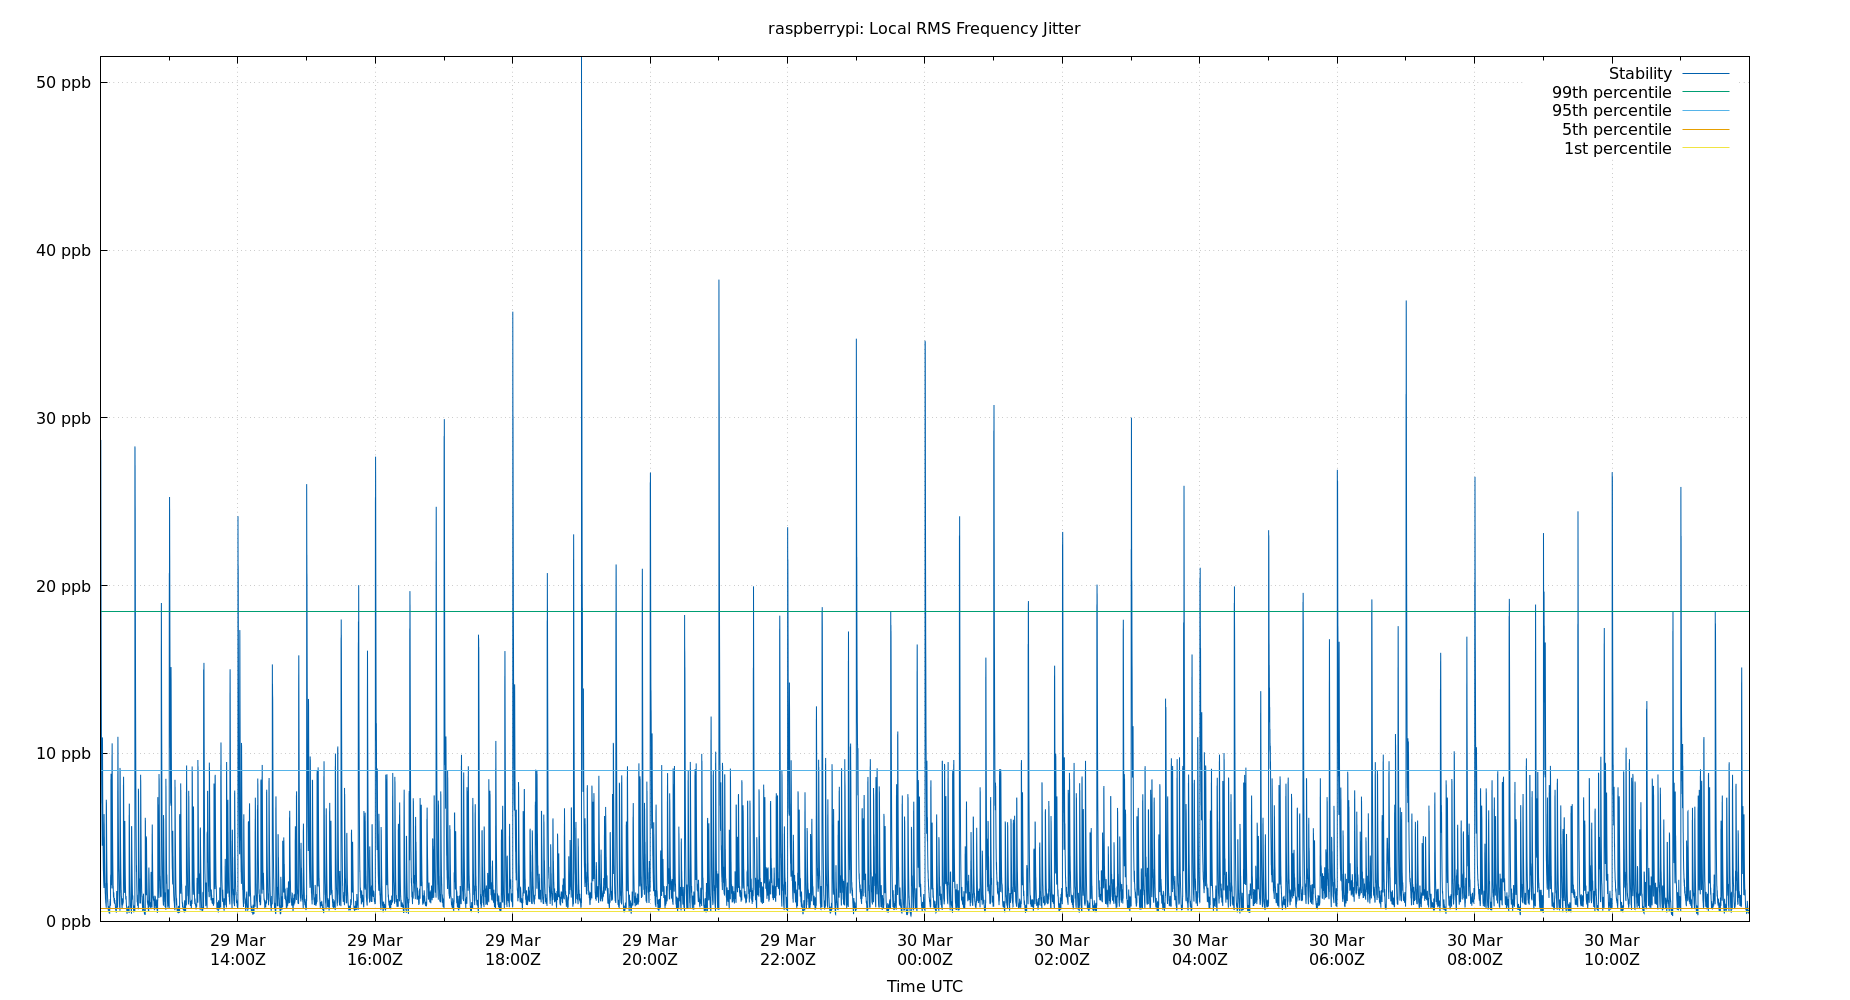 raspberrypi: Local RMS Frequency Jitter
50 ppb
40 ppb
30 ppb
20 ppb
10 ppb
0 ppb
Stability
99th percentile
95th percentile
5th percentile
1st percentile
29 Mar
14:00Z
29 Mar
16:00Z
29 Mar
18:00Z
29 Mar
20:00Z
29 Mar
22:00Z
30 Mar
00:00Z
30 Mar
02:00Z
30 Mar
04:00Z
30 Mar
06:00Z
30 Mar
08:00Z
30 Mar
10:00Z
Time UTC